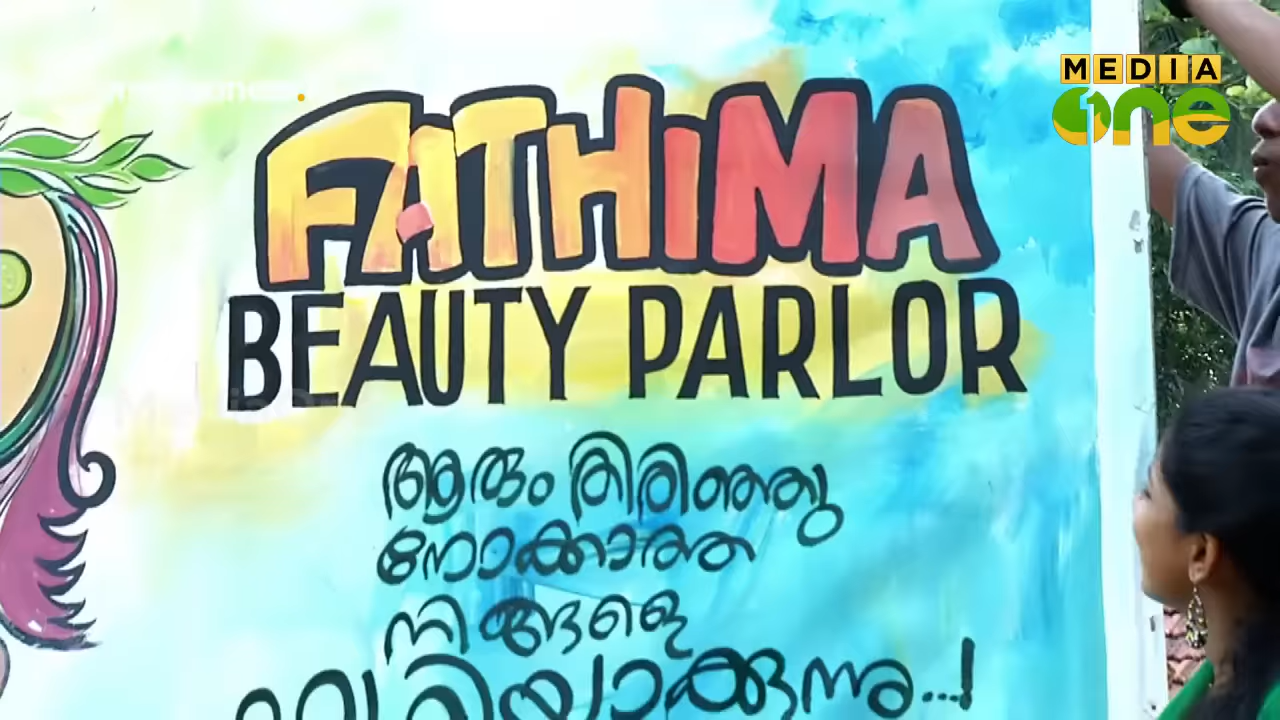 MEDIA
one
FATHIMA
BEAUTY PARLOR
ആരും തിരിഞ്ഞു
നോക്കാത്ത
നിങ്ങളെ